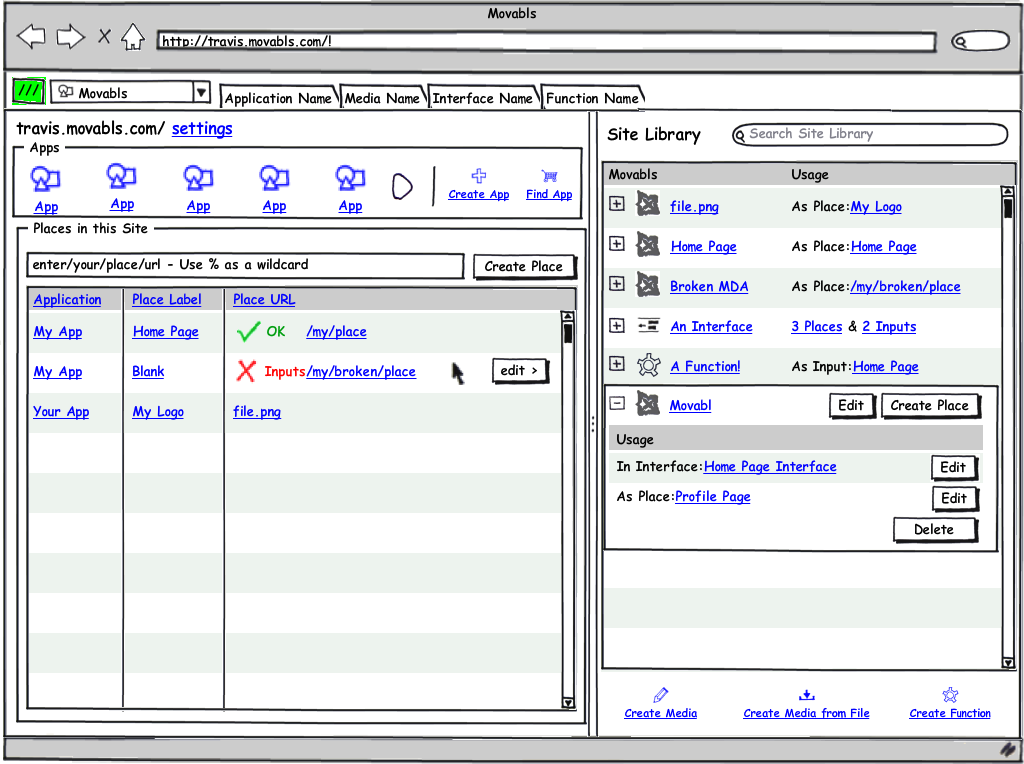 Movabls
http://travis.movabls.com/!
/// Movabls Application Name Media Name Interface Name Function Name
travis.movabls.com/ settings
Apps
App App App App App Create App Find App
Places in this Site
enter/your/place/url - Use % as a wildcard Create Place
Application Place Label Place URL
My App Home Page OK /my/place
My App Blank Inputs /my/broken/place edit >
Your App My Logo file.png
Site Library Search Site Library
Movabls Usage
file.png As Place: My Logo
Home Page As Place: Home Page
Broken MDA As Place: /my/broken/place
An Interface 3 Places & 2 Inputs
A Function! As Input: Home Page
Movabl Edit Create Place
Usage
In Interface: Home Page Interface Edit
As Place: Profile Page Edit
Delete
Create Media Create Media from File Create Function